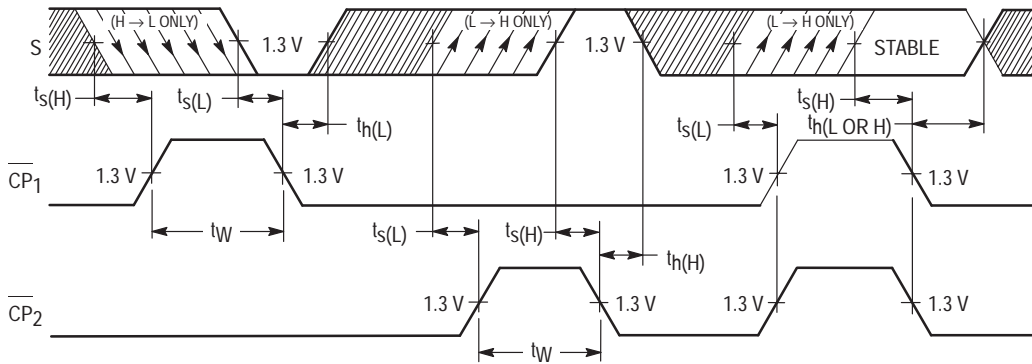 (H → L ONLY) (L → H ONLY) (L → H ONLY)
S 1.3 V 1.3 V STABLE
ts(H) ts(L) ts(H)
th(L) ts(L) th(L OR H)
CP1 1.3 V 1.3 V 1.3 V 1.3 V
tW ts(L) ts(H)
th(H)
CP2 1.3 V 1.3 V 1.3 V 1.3 V
tW